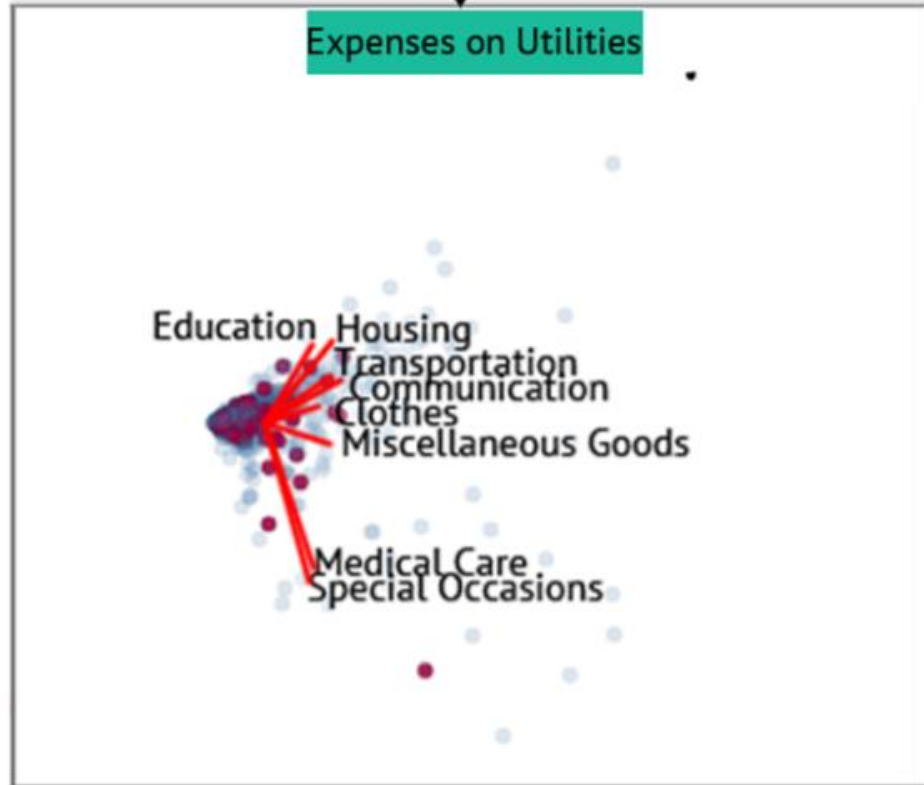 Expenses on Utilities
Education
Housing
Transportation
Communication
Clothes
Miscellaneous Goods
Medical Care
Special Occasions